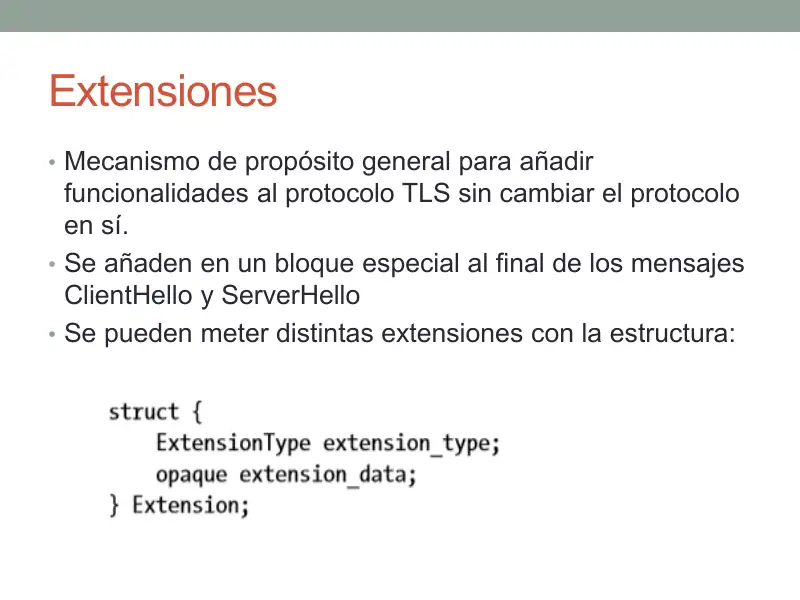 Extensiones
• Mecanismo de propósito general para añadir
funcionalidades al protocolo TLS sin cambiar el protocolo
en sí.
• Se añaden en un bloque especial al final de los mensajes
ClientHello y ServerHello
• Se pueden meter distintas extensiones con la estructura:
struct {
    ExtensionType extension_type;
    opaque extension_data;
} Extension;